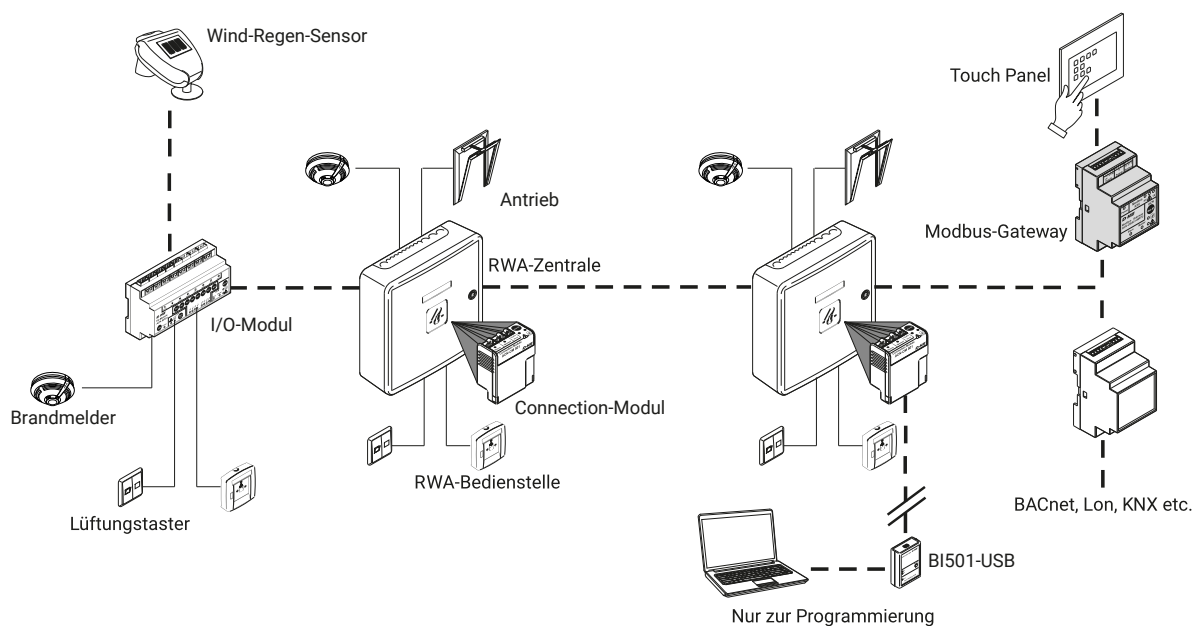 Wind-Regen-Sensor
Touch Panel
Antrieb
Modbus-Gateway
RWA-Zentrale
I/O-Modul
Brandmelder
Connection-Modul
RWA-Bedienstelle
Lüftungstaster
BACnet, Lon, KNX etc.
BI501-USB
Nur zur Programmierung